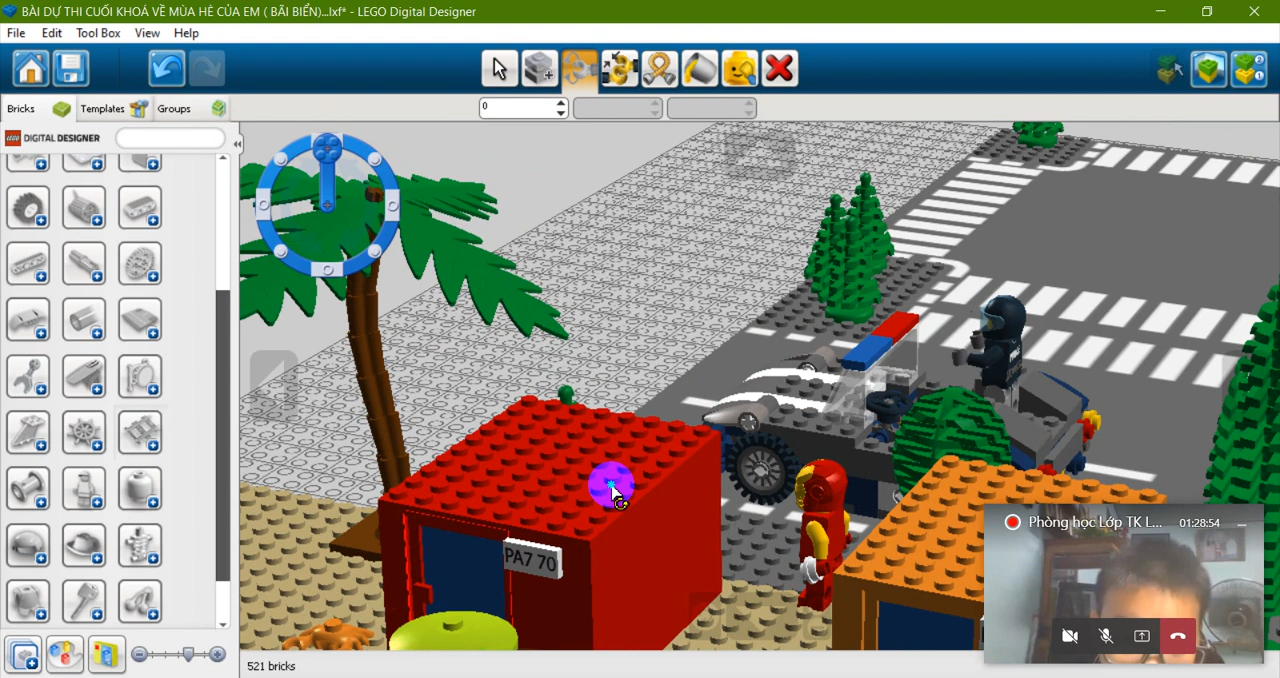 BÀI DỰ THI CUỐI KHOÁ VỀ MÙA HÈ CỦA EM ( BÃI BIỂN)...lxf* - LEGO Digital Designer
File Edit Tool Box View Help
0
Bricks Templates Groups
LEGO DIGITAL DESIGNER
PA7 70
Phòng học Lớp TK L... 01:28:54
521 bricks